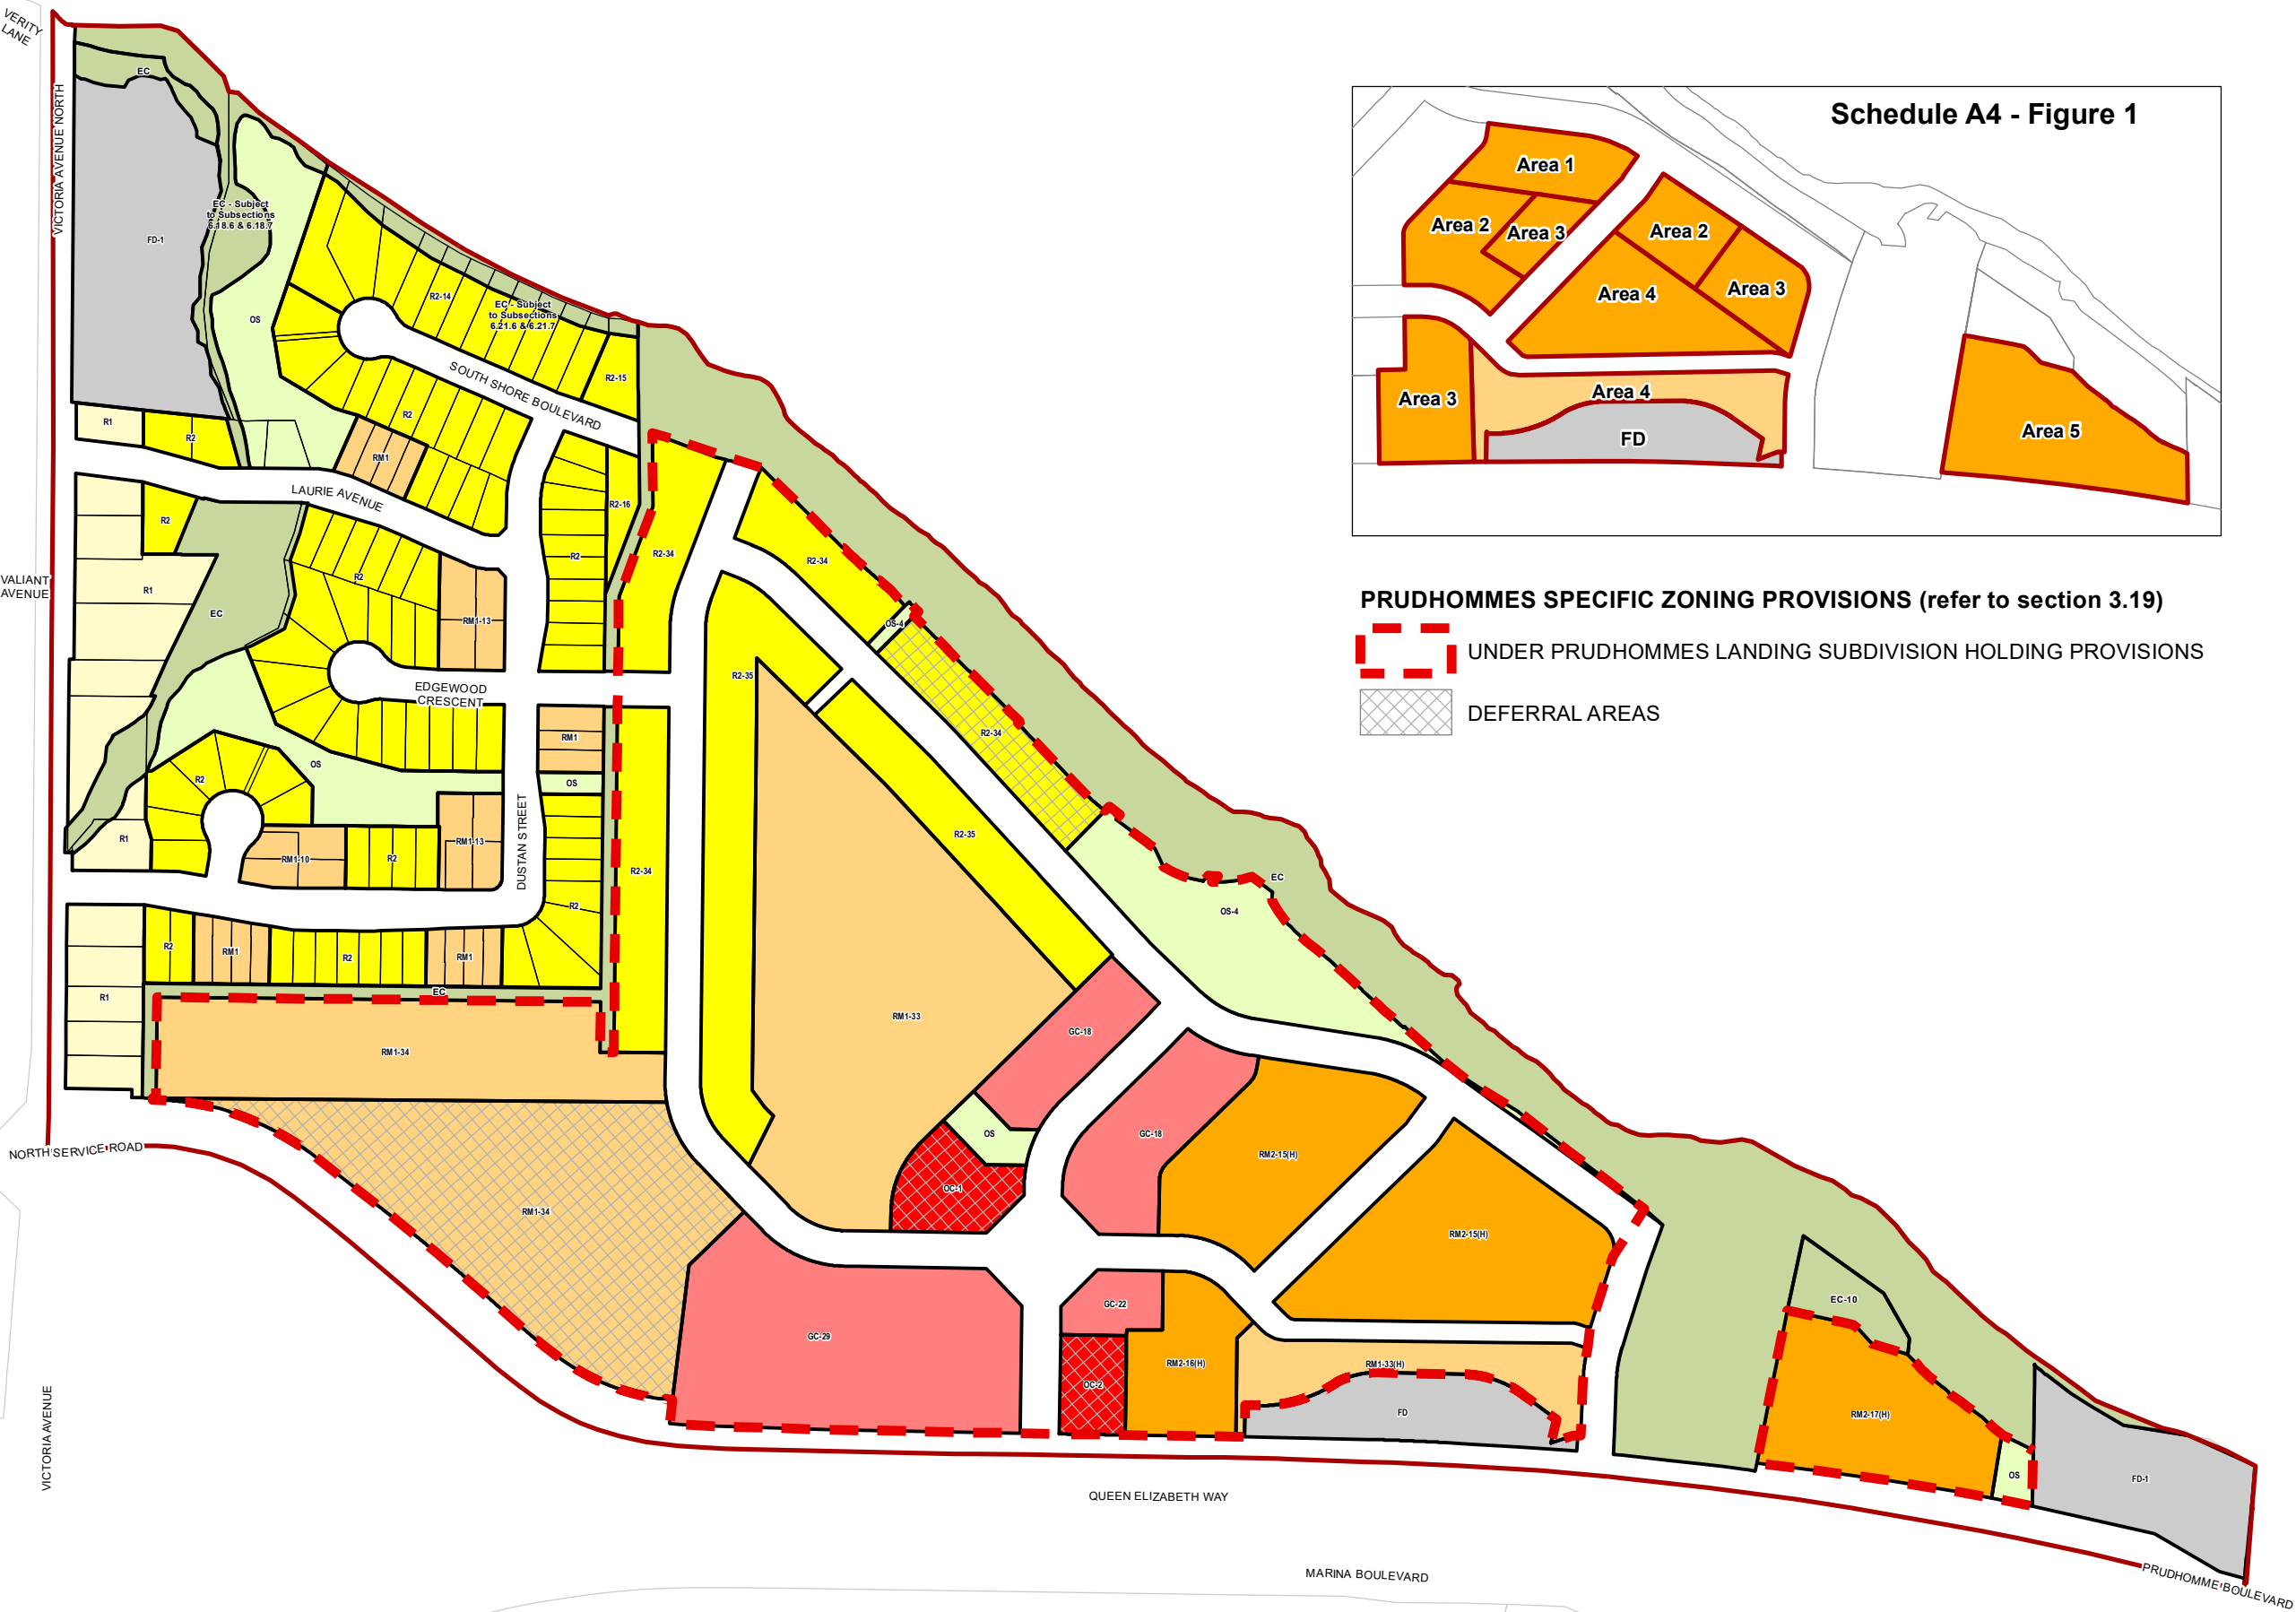 VERITY
LANE
VICTORIA AVENUE NORTH
EC
FD-1
EC - Subject
to Subsections
6.18.6 & 6.18.7
OS
R2-14
EC - Subject
to Subsections
6.21.6 & 6.21.7
R2-15
SOUTH SHORE BOULEVARD
R1
R2
R2
RM1
LAURIE AVENUE
R2
R2-16
R2-34
R2-34
VALIANT
AVENUE
R1
EC
R2
RM1-13
R2
OS-4
EDGEWOOD
CRESCENT
R2-35
R2-34
RM1
OS
OS
R2
R1
RM1-10
R2
RM1-13
DUSTAN STREET
R2-34
R2-35
R2
EC
OS-4
R2
RM1
R2
RM1
EC
R1
RM1-34
RM1-33
GC-18
OS
GC-18
RM2-15(H)
OC-1
NORTH SERVICE ROAD
RM1-34
RM2-15(H)
GC-29
GC-22
RM2-16(H)
RM1-33(H)
OC-2
FD
EC-10
RM2-17(H)
OS
FD-1
VICTORIA AVENUE
QUEEN ELIZABETH WAY
MARINA BOULEVARD
PRUDHOMME BOULEVARD
Schedule A4 - Figure 1
Area 1
Area 2
Area 3
Area 2
Area 3
Area 4
Area 3
Area 4
FD
Area 5
PRUDHOMMES SPECIFIC ZONING PROVISIONS (refer to section 3.19)
UNDER PRUDHOMMES LANDING SUBDIVISION HOLDING PROVISIONS
DEFERRAL AREAS